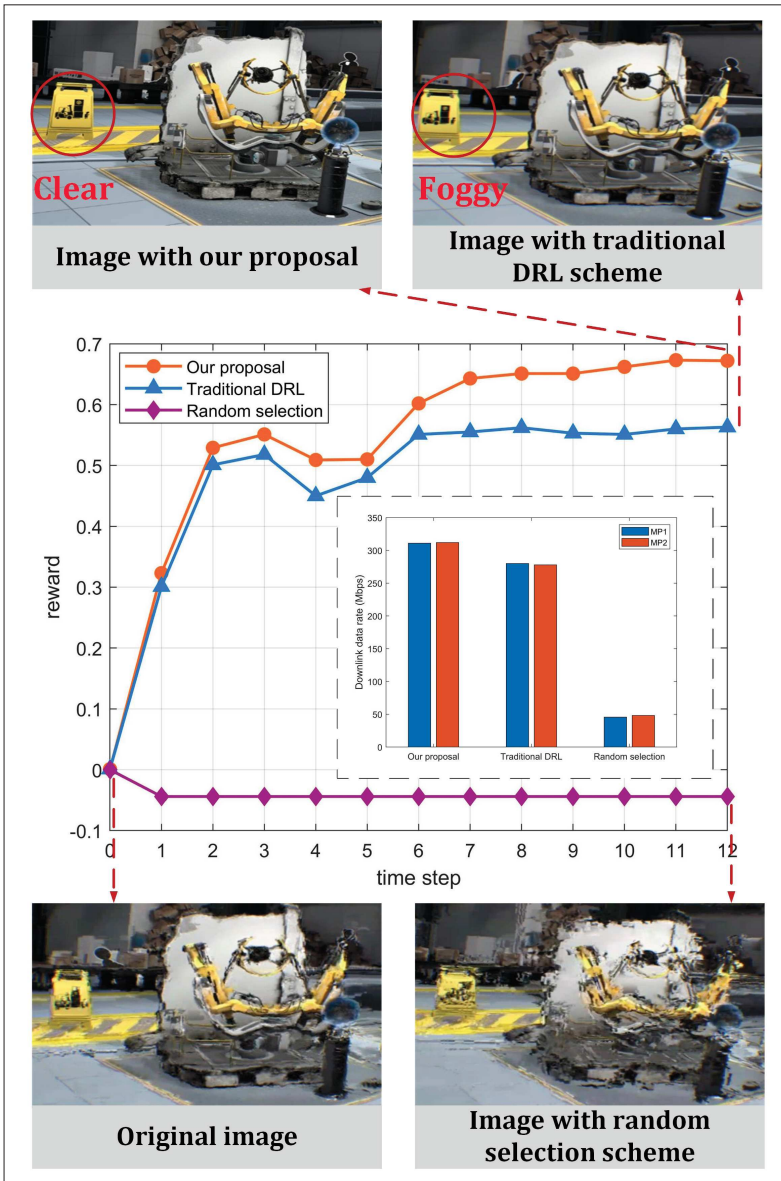 Clear
Foggy
Image with our proposal
Image with traditional
DRL scheme
0.7
0.6
0.5
0.4
0.3
0.2
0.1
0
-0.1
reward
Our proposal
Traditional DRL
Random selection
350
300
250
200
150
100
50
0
Downlink data rate (Mbps)
MP1
MP2
Our proposal
Traditional DRL
Random selection
0 1 2 3 4 5 6 7 8 9 10 11 12
time step
Original image
Image with random
selection scheme